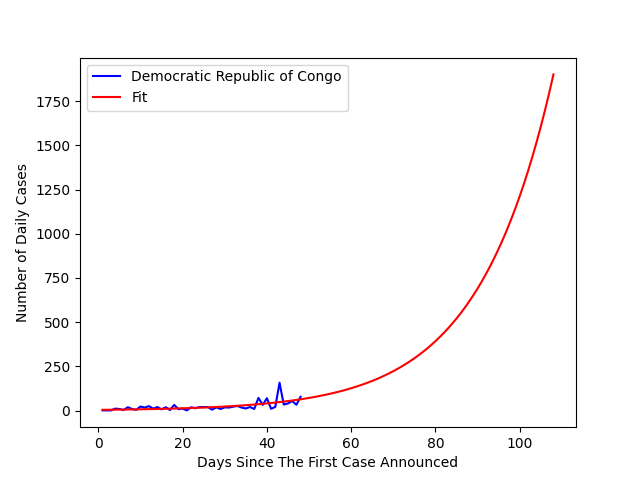 Democratic Republic of Congo
Fit
1750
1500
1250
1000
750
500
250
0
Number of Daily Cases
0 20 40 60 80 100
Days Since The First Case Announced